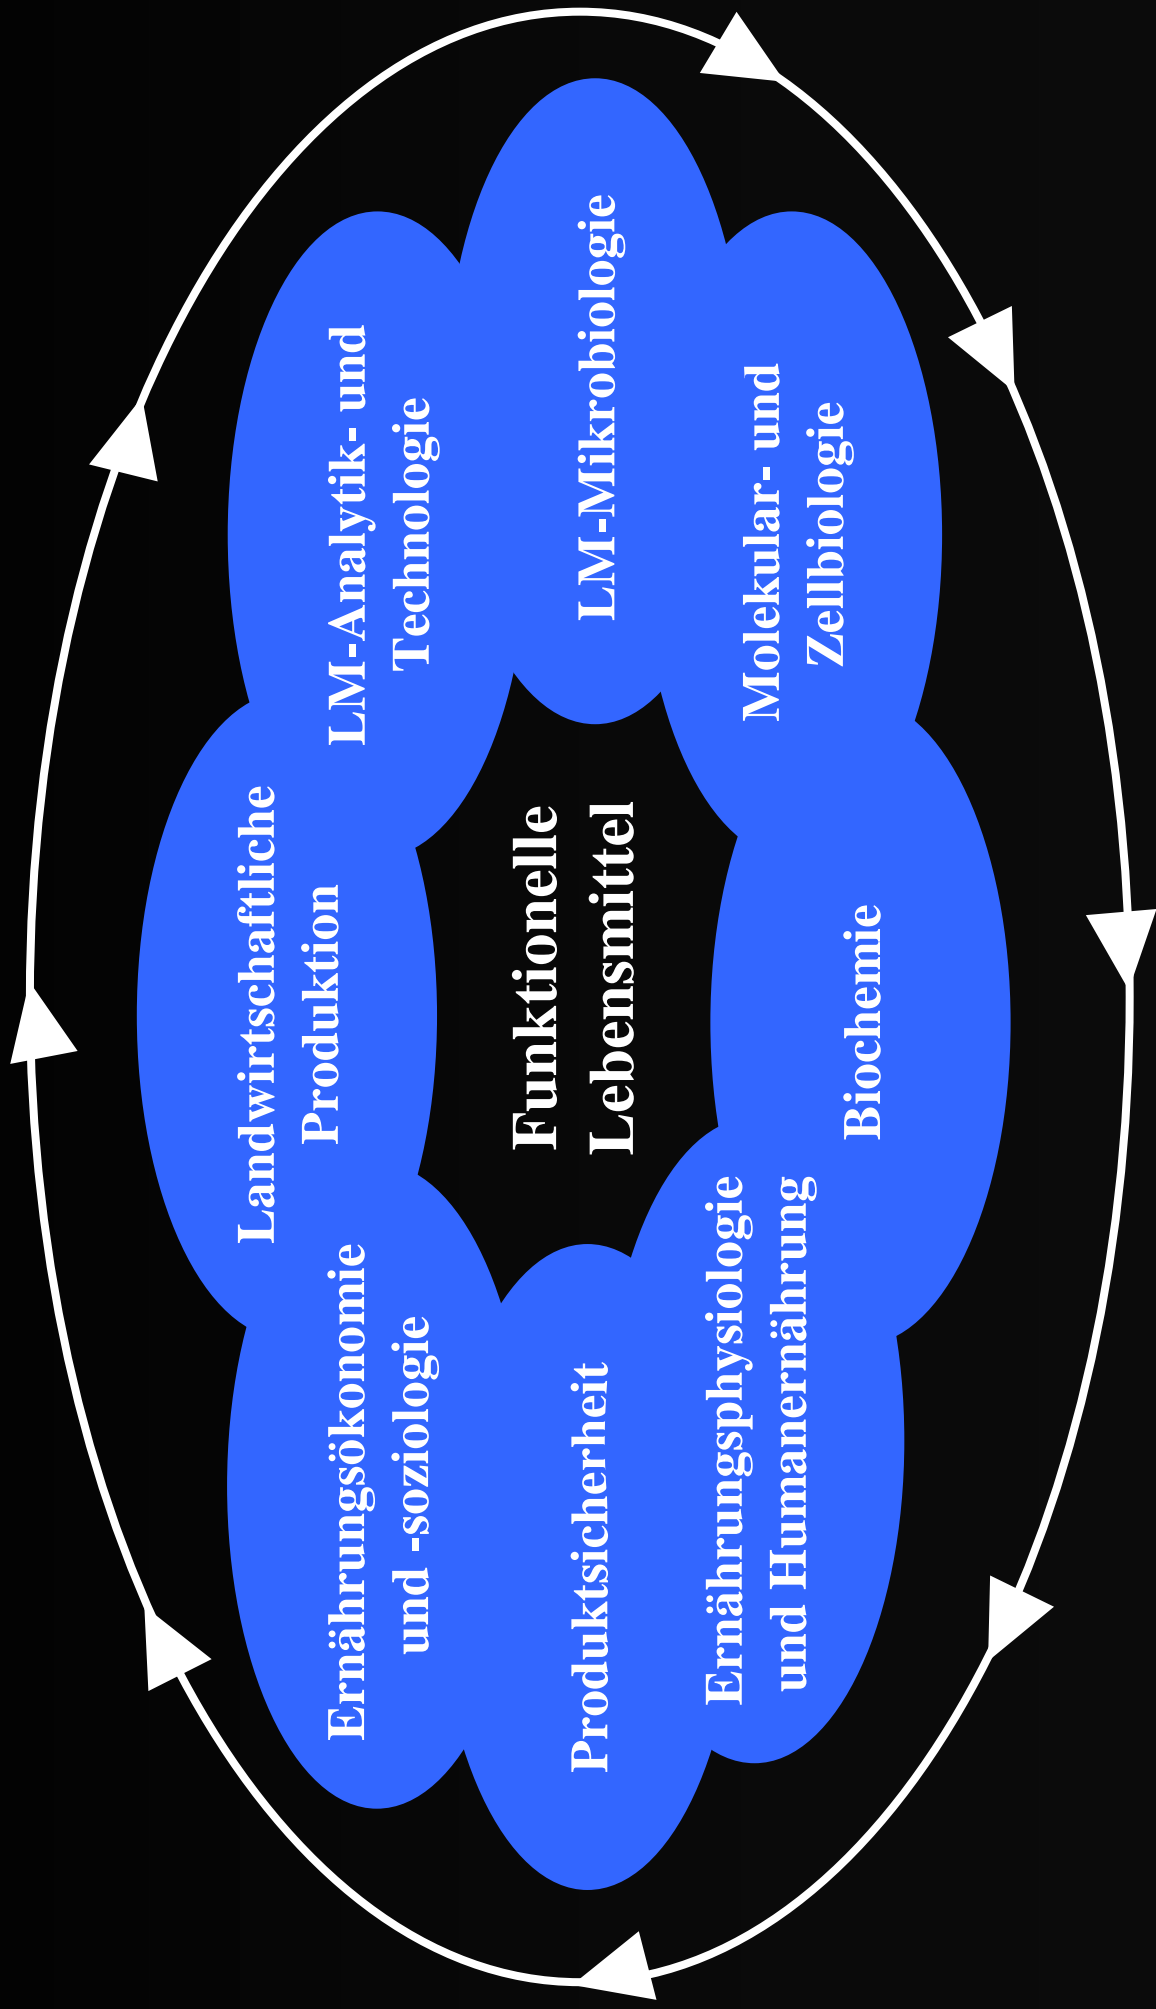 Landwirtschaftliche
Produktion
Ernährungsökonomie
und -soziologie
LM-Analytik- und
Technologie
Funktionelle
Lebensmittel
Produktsicherheit
LM-Mikrobiologie
Ernährungsphysiologie
und Humanernährung
Molekular- und
Zellbiologie
Biochemie